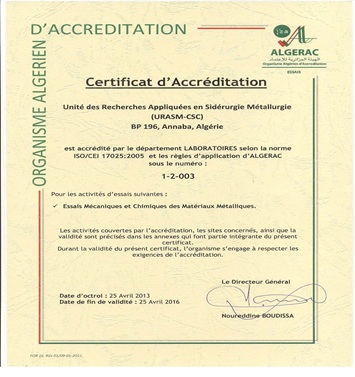 ORGANISME ALGERIEN
D'ACCREDITATION
ALGERAC
Organisme Algérien d'Accréditation
ESSAIS
Certificat d'Accréditation
Unité des Recherches Appliquées en Sidérurgie Métallurgie
(URASM-CSC)
BP 196, Annaba, Algérie
est accrédité par le département LABORATOIRES selon la norme
ISO/CEI 17025:2005 et les règles d'application d'ALGERAC
sous le numéro :
1-2-003
Pour les activités d'essais suivantes :
✓ Essais Mécaniques et Chimiques des Matériaux Métalliques.
Les activités couvertes par l'accréditation, les sites concernés, ainsi que la
validité sont précisés dans les annexes qui font partie intégrante du présent
certificat.
Durant la validité du présent certificat, l'organisme s'engage à respecter les
exigences de l'accréditation.
Le Directeur Général
Date d'octroi : 25 Avril 2013
Date de fin de validité : 25 Avril 2016
Noureddine BOUDISSA